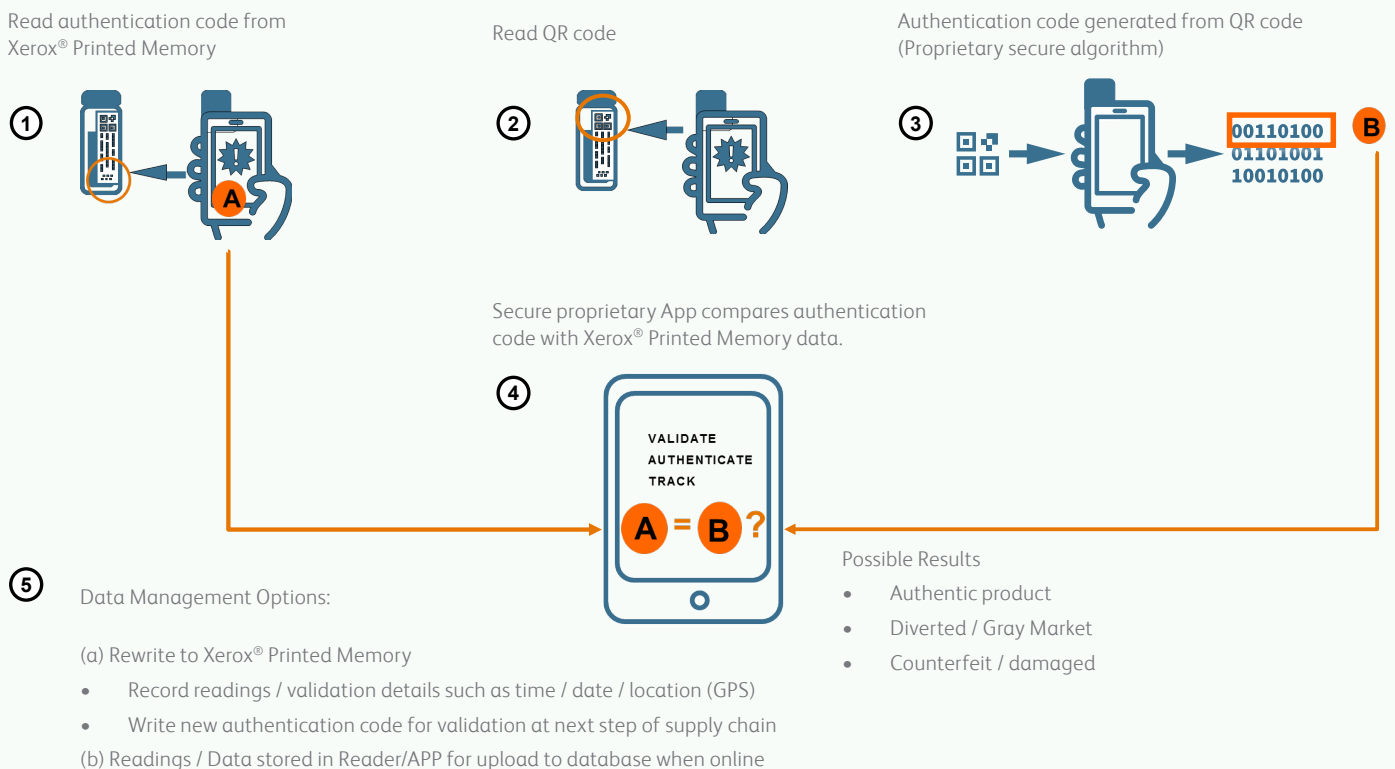 Read authentication code from
Xerox® Printed Memory
1
A
Read QR code
2
Authentication code generated from QR code
(Proprietary secure algorithm)
3
00110100
01101001
10010100
B
Secure proprietary App compares authentication
code with Xerox® Printed Memory data.
4
VALIDATE
AUTHENTICATE
TRACK
A = B ?
Possible Results
• Authentic product
• Diverted / Gray Market
• Counterfeit / damaged
5
Data Management Options:
(a) Rewrite to Xerox® Printed Memory
• Record readings / validation details such as time / date / location (GPS)
• Write new authentication code for validation at next step of supply chain
(b) Readings / Data stored in Reader/APP for upload to database when online